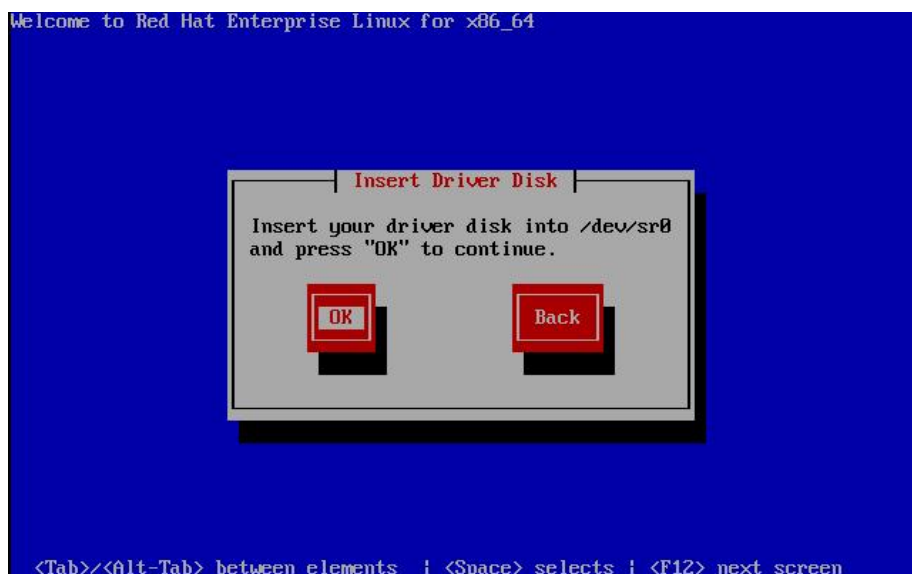 Welcome to Red Hat Enterprise Linux for x86_64
Insert Driver Disk
Insert your driver disk into /dev/sr0
and press "OK" to continue.
OK Back
<Tab>/<Alt-Tab> between elements | <Space> selects | <F12> next screen